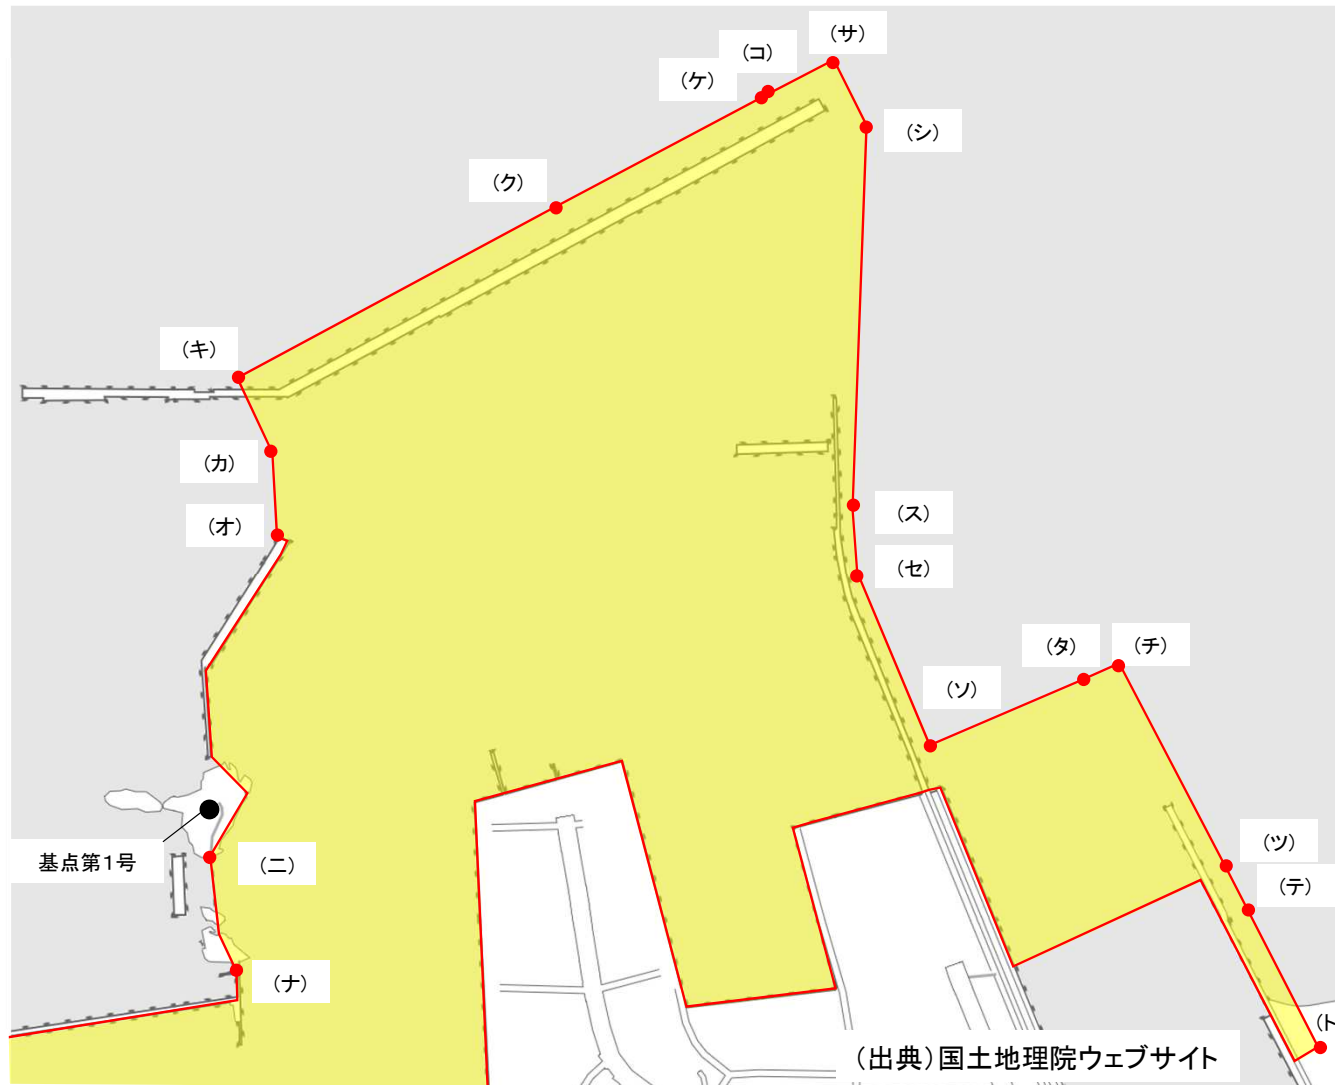 （サ）
（コ）
（ケ）
（シ）
（ク）
（キ）
（カ）
（オ）
（ス）
（セ）
（タ）
（チ）
（ソ）
基点第１号
（ニ）
（ツ）
（テ）
（ナ）
（ト
（出典）国土地理院ウェブサイト